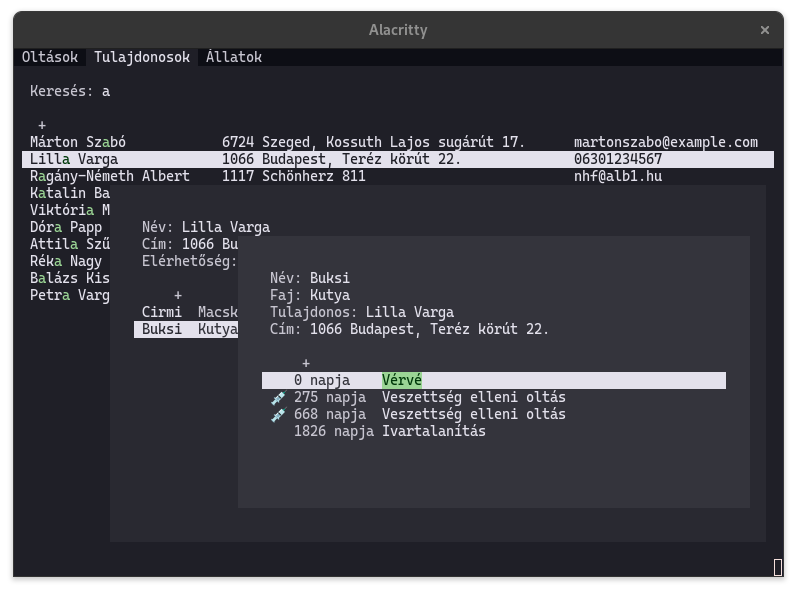 Alacritty ×
Oltások Tulajdonosok Állatok
Keresés: a
+
Márton Szabó 6724 Szeged, Kossuth Lajos sugárút 17. martonszabo@example.com
Lilla Varga 1066 Budapest, Teréz körút 22. 06301234567
Ragány-Németh Albert 1117 Schönherz 811 nhf@alb1.hu
Katalin Ba
Viktória M
Dóra Papp
Attila Szű
Réka Nagy
Balázs Kis
Petra Varg
Név: Lilla Varga
Cím: 1066 Bu
Elérhetőség:
+
Cirmi Macsk
Buksi Kutya
Név: Buksi
Faj: Kutya
Tulajdonos: Lilla Varga
Cím: 1066 Budapest, Teréz körút 22.
+
0 napja Vérvé
275 napja Veszettség elleni oltás
668 napja Veszettség elleni oltás
1826 napja Ivartalanítás